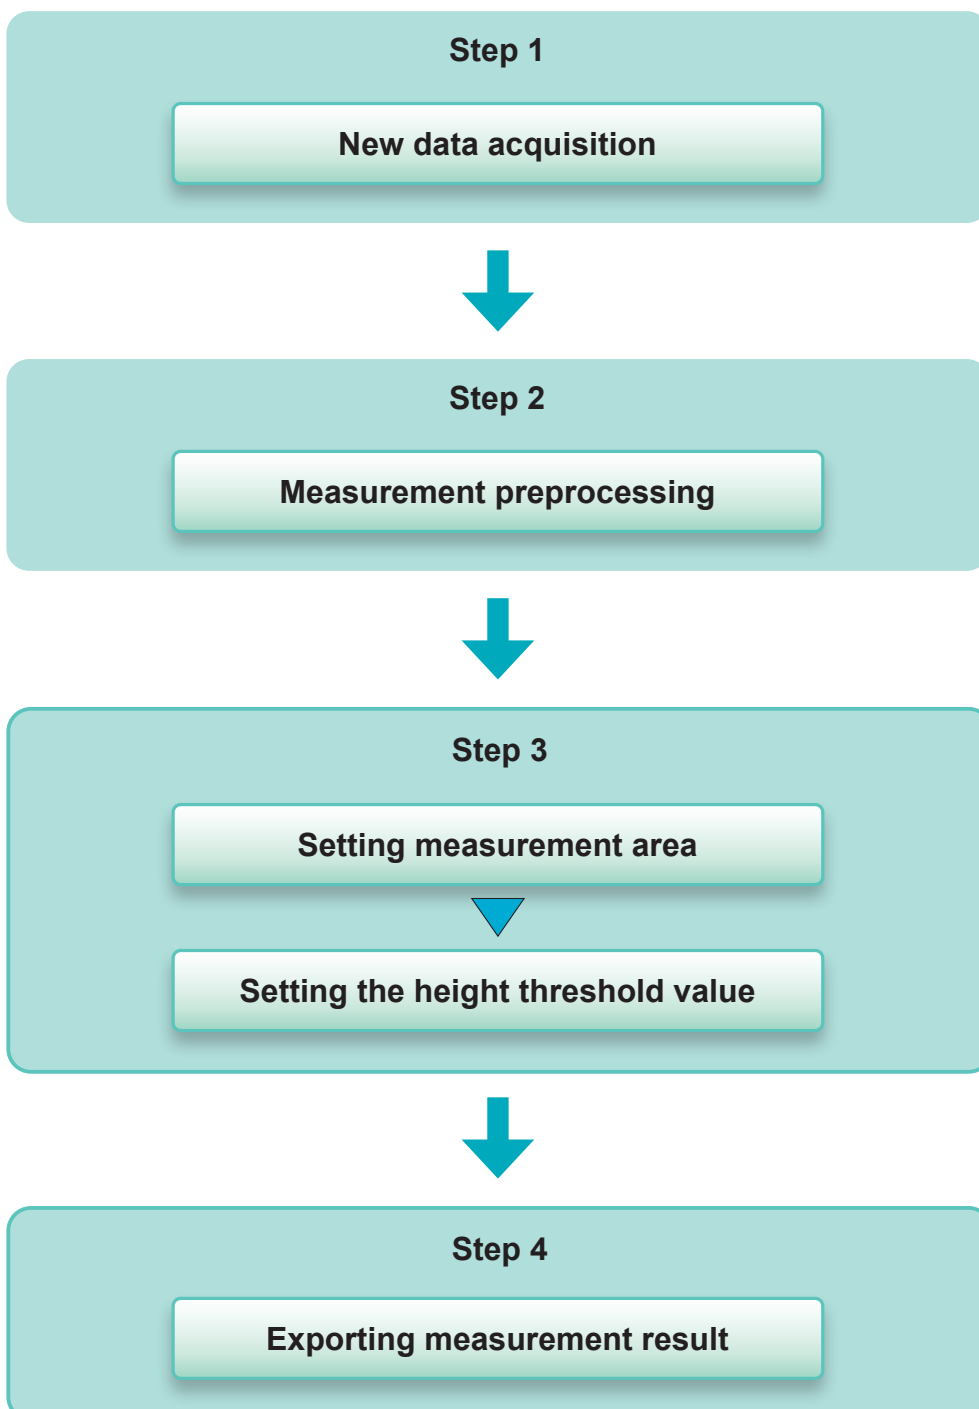 Step 1
New data acquisition
Step 2
Measurement preprocessing
Step 3
Setting measurement area
Setting the height threshold value
Step 4
Exporting measurement result